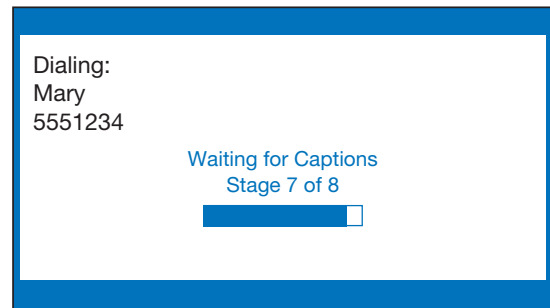 Dialing:
Mary
5551234
Waiting for Captions
Stage 7 of 8